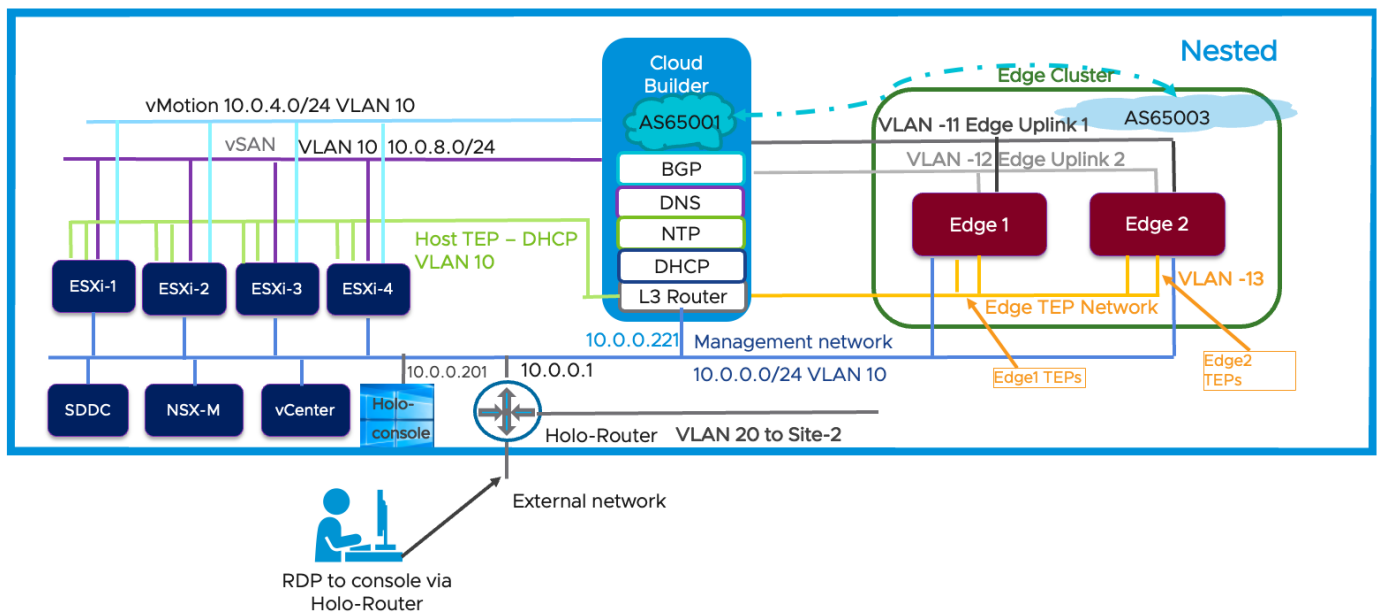 Nested
Cloud
Builder
AS65001
Edge Cluster
AS65003
vMotion 10.0.4.0/24 VLAN 10
vSAN
VLAN 10 10.0.8.0/24
VLAN -11 Edge Uplink 1
VLAN -12 Edge Uplink 2
BGP
DNS
NTP
DHCP
L3 Router
Edge 1
Edge 2
Host TEP – DHCP
VLAN 10
ESXi-1
ESXi-2
ESXi-3
ESXi-4
VLAN -13
Edge TEP Network
10.0.0.221
Management network
10.0.0.0/24 VLAN 10
Edge1 TEPs
Edge2
TEPs
10.0.0.201
10.0.0.1
SDDC
NSX-M
vCenter
Holo-
console
Holo-Router
VLAN 20 to Site-2
External network
RDP to console via
Holo-Router